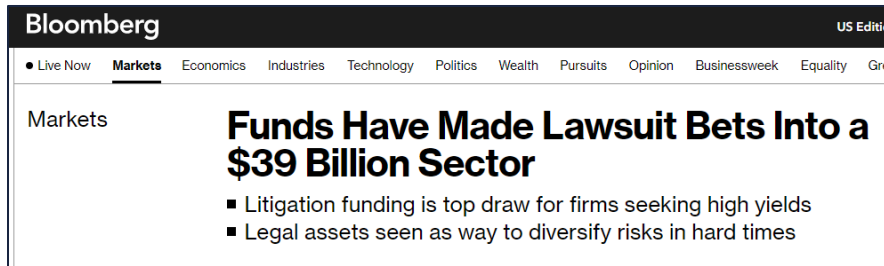 Bloomberg
US Editi
Live Now Markets Economics Industries Technology Politics Wealth Pursuits Opinion Businessweek Equality Gr
Markets
Funds Have Made Lawsuit Bets Into a
$39 Billion Sector
Litigation funding is top draw for firms seeking high yields
Legal assets seen as way to diversify risks in hard times